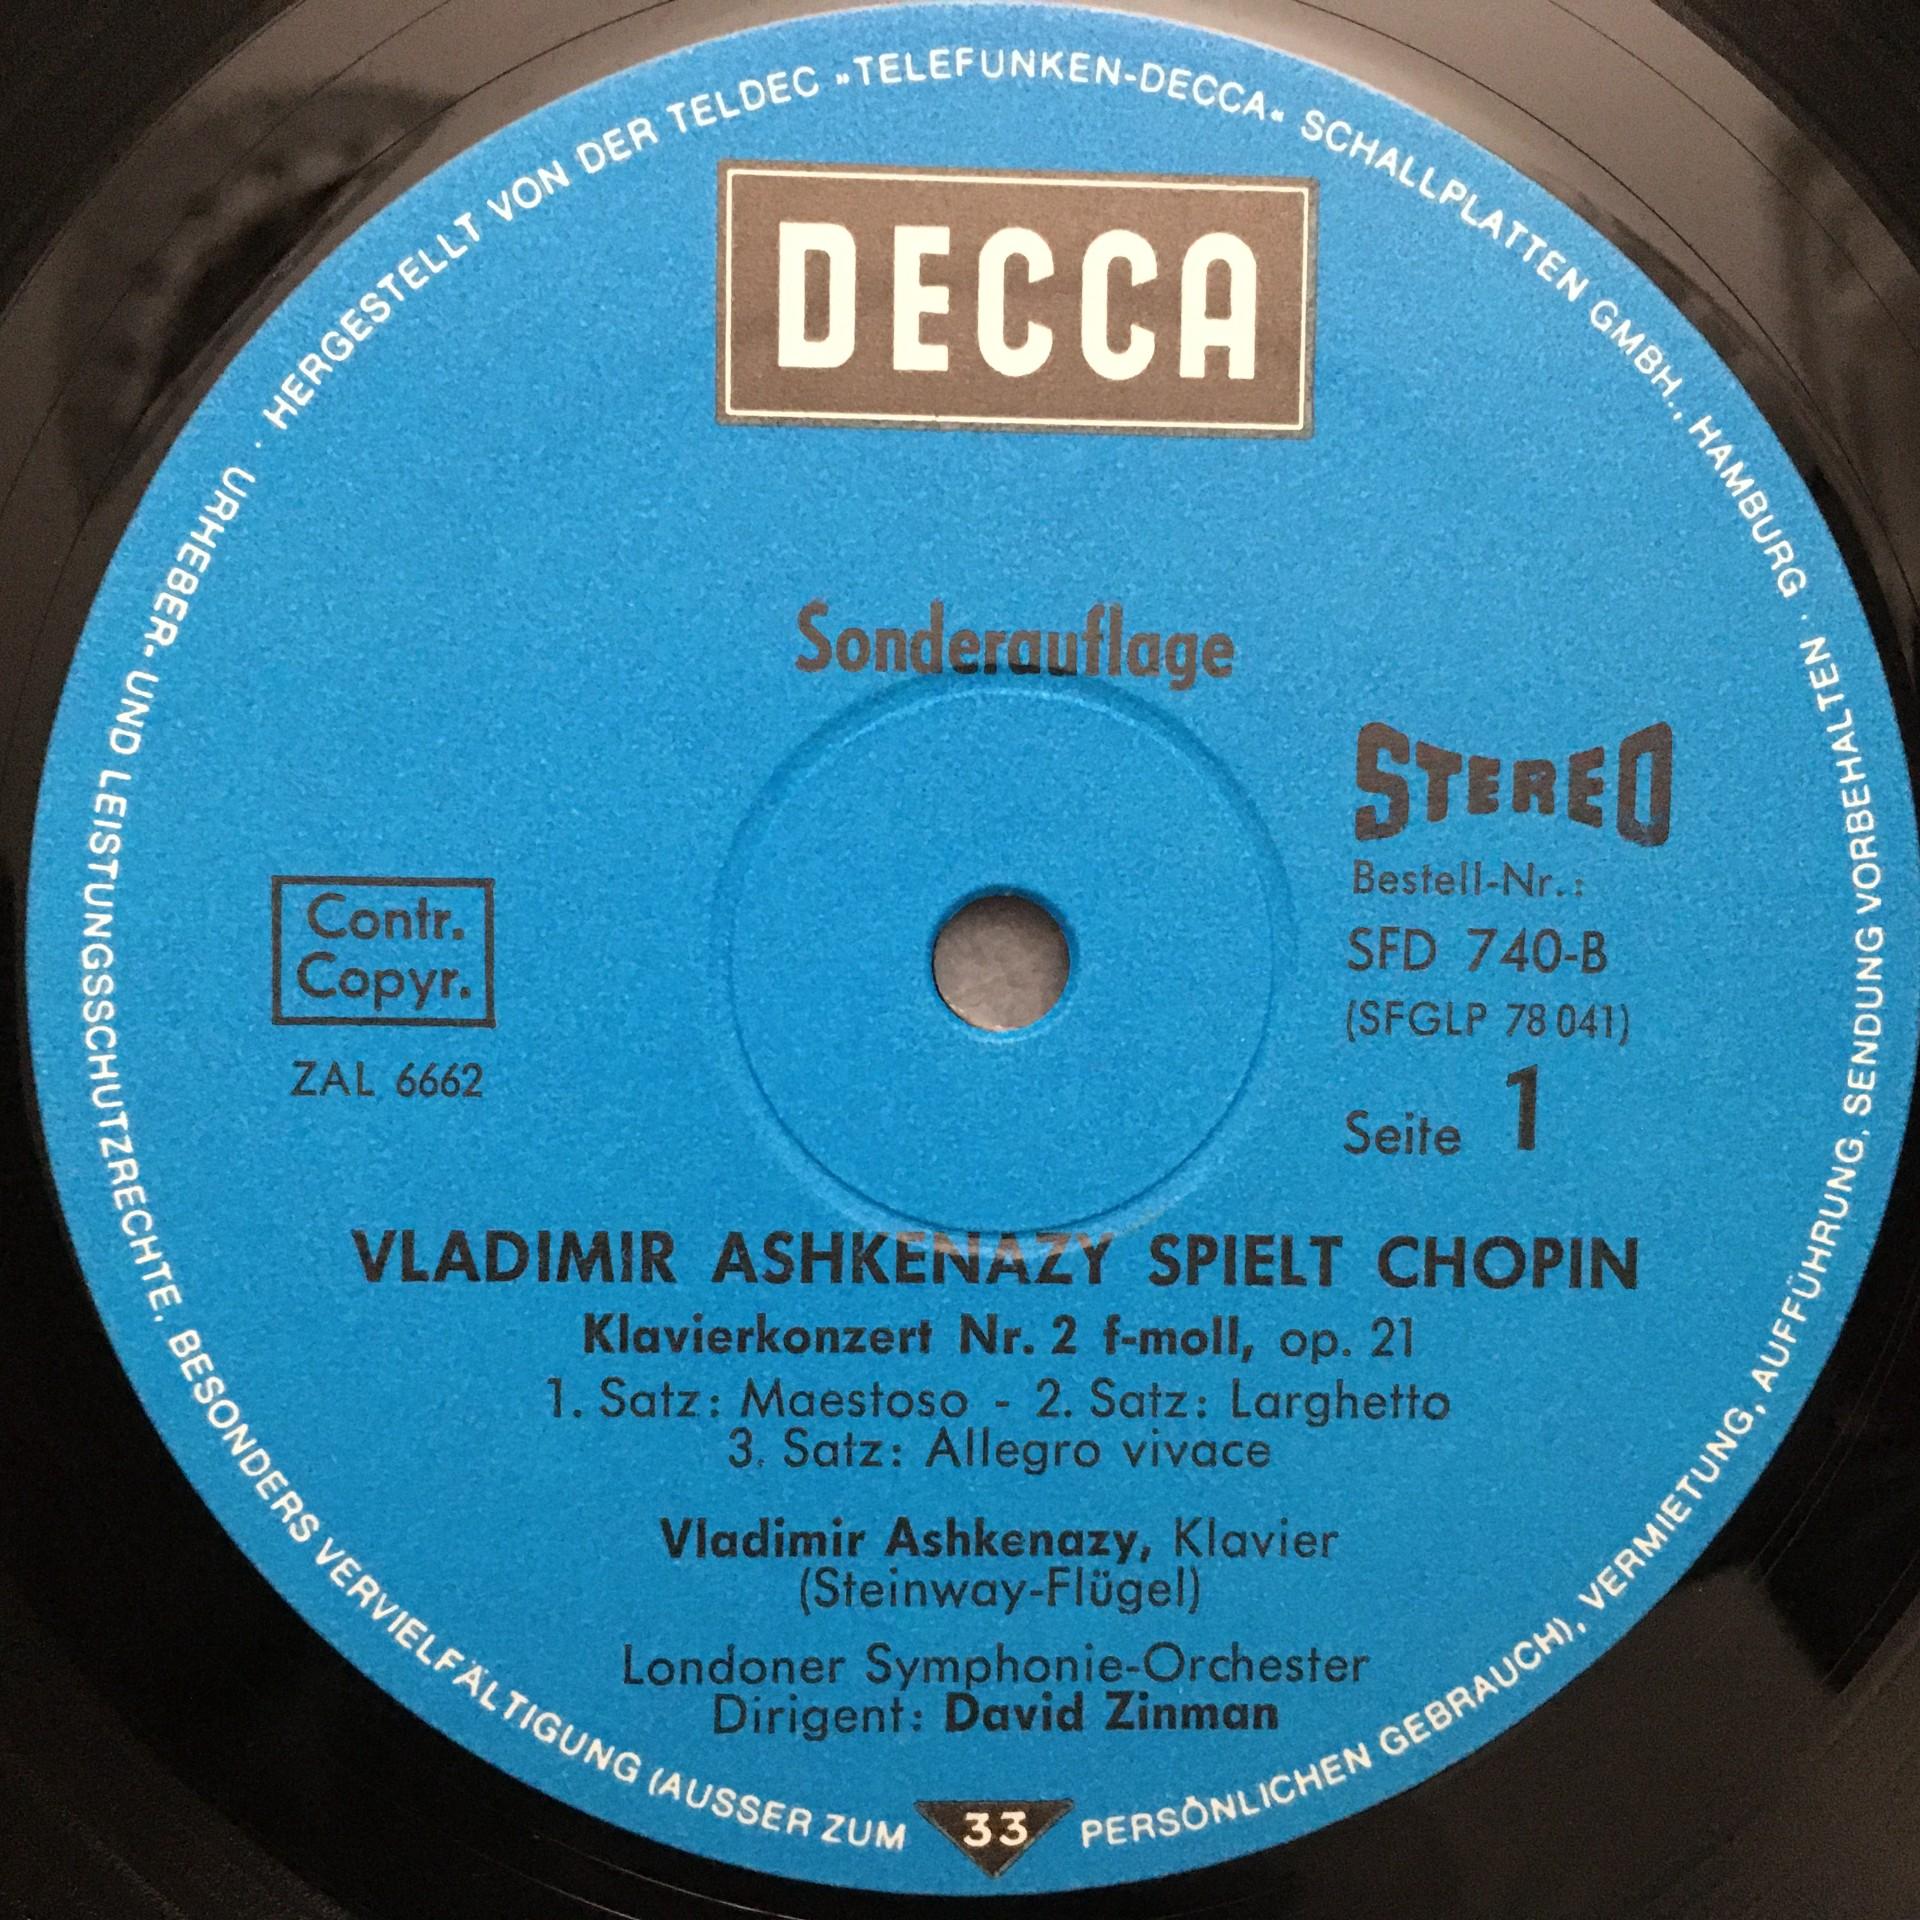 HERGESTELLT VON DER TELDEC »TELEFUNKEN-DECCA« SCHALLPLATTEN GMBH., HAMBURG · URHEBER- UND LEISTUNGSSCHUTZRECHTE, BESONDERS VERVIELFÄLTIGUNG (AUSSER ZUM PERSÖNLICHEN GEBRAUCH), VERMIETUNG, AUFFÜHRUNG, SENDUNG VORBEHALTEN ·
DECCA
Sonderauflage
STEREO
Bestell-Nr.:
SFD 740-B
(SFGLP 78 041)
Seite 1
Contr.
Copyr.
ZAL 6662
VLADIMIR ASHKENAZY SPIELT CHOPIN
Klavierkonzert Nr. 2 f-moll, op. 21
1. Satz: Maestoso - 2. Satz: Larghetto
3. Satz: Allegro vivace
Vladimir Ashkenazy, Klavier
(Steinway-Flügel)
Londoner Symphonie-Orchester
Dirigent: David Zinman
33